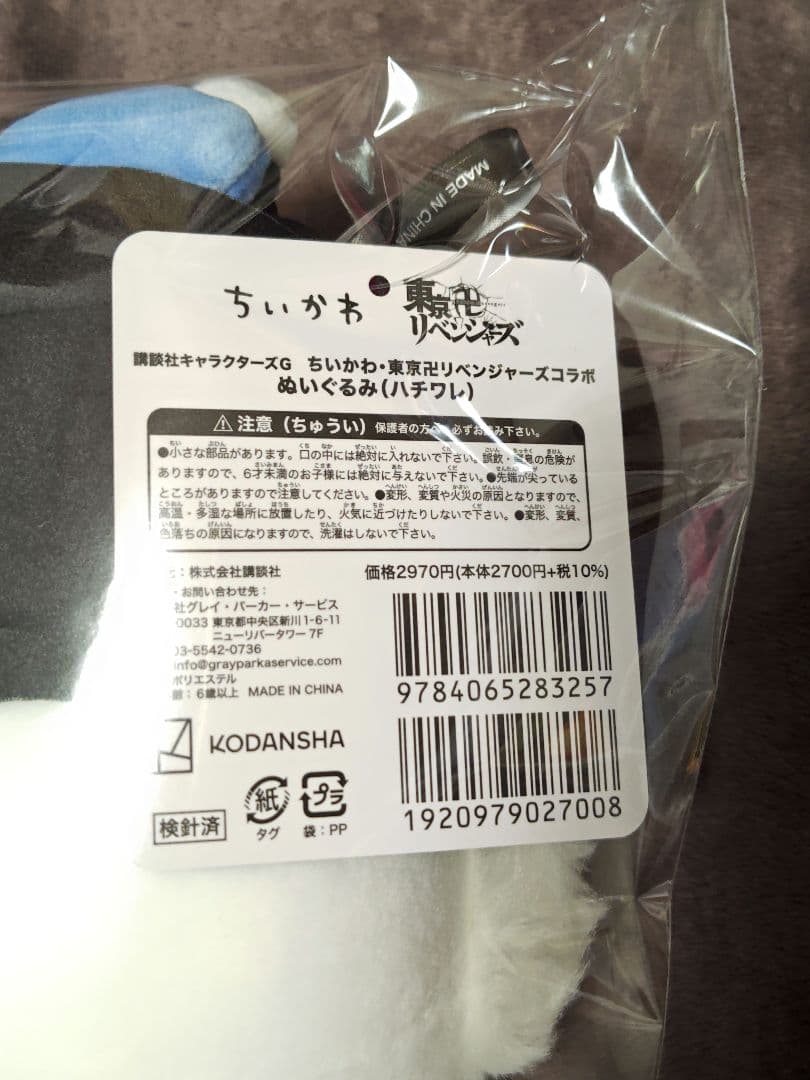 MADE IN CHINA
ちいかわ
東京卍
リベンジャーズ
講談社キャラクターズG ちいかわ・東京卍リベンジャーズコラボ
ぬいぐるみ(ハチワレ)
⚠注意(ちゅうい) 保護者の方へ必ずお読み下さい。
●小さな部品があります。口の中には絶対に入れないで下さい。誤飲・窒息の危険が
ありますので、6才未満のお子様には絶対に与えないで下さい。●先端が尖っている
ところがありますので注意してください。●変形、変質や火災の原因となりますので、
高温・多湿な場所に放置したり、火気に近づけたりしないで下さい。●変形、変質、
色落ちの原因になりますので、洗濯はしないで下さい。
:株式会社講談社
価格2970円(本体2700円+税10%)
・お問い合わせ先:
社グレイ・パーカー・サービス
0033 東京都中央区新川1-6-11
ニューリバータワー 7F
03-5542-0736
info@grayparkaservice.com
ポリエステル
齢:6歳以上 MADE IN CHINA
9784065283257
KODANSHA
1920979027008
検針済
紙
タグ
プラ
袋:PP